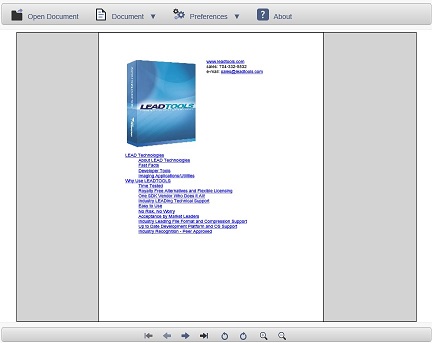 Open Document
Document
Preferences
About
www.leadtools.com
sales: 704-332-5532
e-mail: sales@leadtools.com
LEADTOOLS
LEAD Technologies
About LEAD Technologies
Fast Facts
Developer Tools
Imaging Applications/Utilities
Why Use LEADTOOLS
Time Tested
Royalty Free Alternatives and Flexible Licensing
One SDK Vendor Who Does It All!
Industry LEADing Technical Support
Easy to Use
No Risk, No Worry
Acceptance by Market Leaders
Industry Leading File Format and Compression Support
Up to Date Development Platform and OS Support
Industry Recognition - Peer Approved